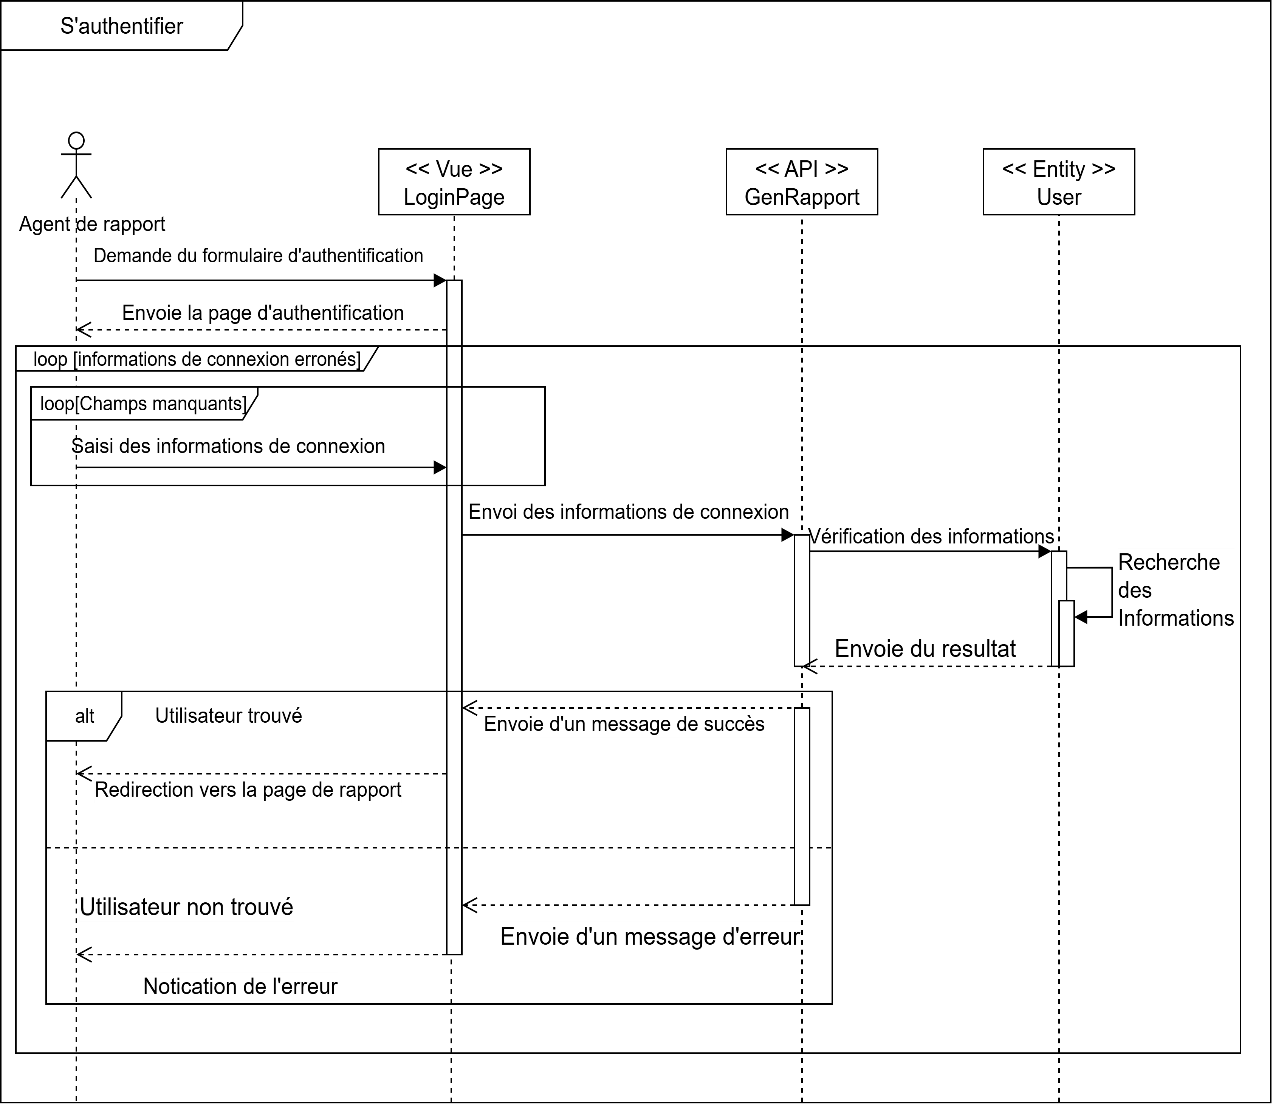 S'authentifier
<< Vue >>
LoginPage
<< API >>
GenRapport
<< Entity >>
User
Agent de rapport
Demande du formulaire d'authentification
Envoie la page d'authentification
loop [informations de connexion erronés]
loop[Champs manquants]
Saisi des informations de connexion
Envoi des informations de connexion
Vérification des informations
Recherche
des
Informations
Envoie du resultat
alt
Utilisateur trouvé
Envoie d'un message de succès
Redirection vers la page de rapport
Utilisateur non trouvé
Envoie d'un message d'erreur
Notication de l'erreur